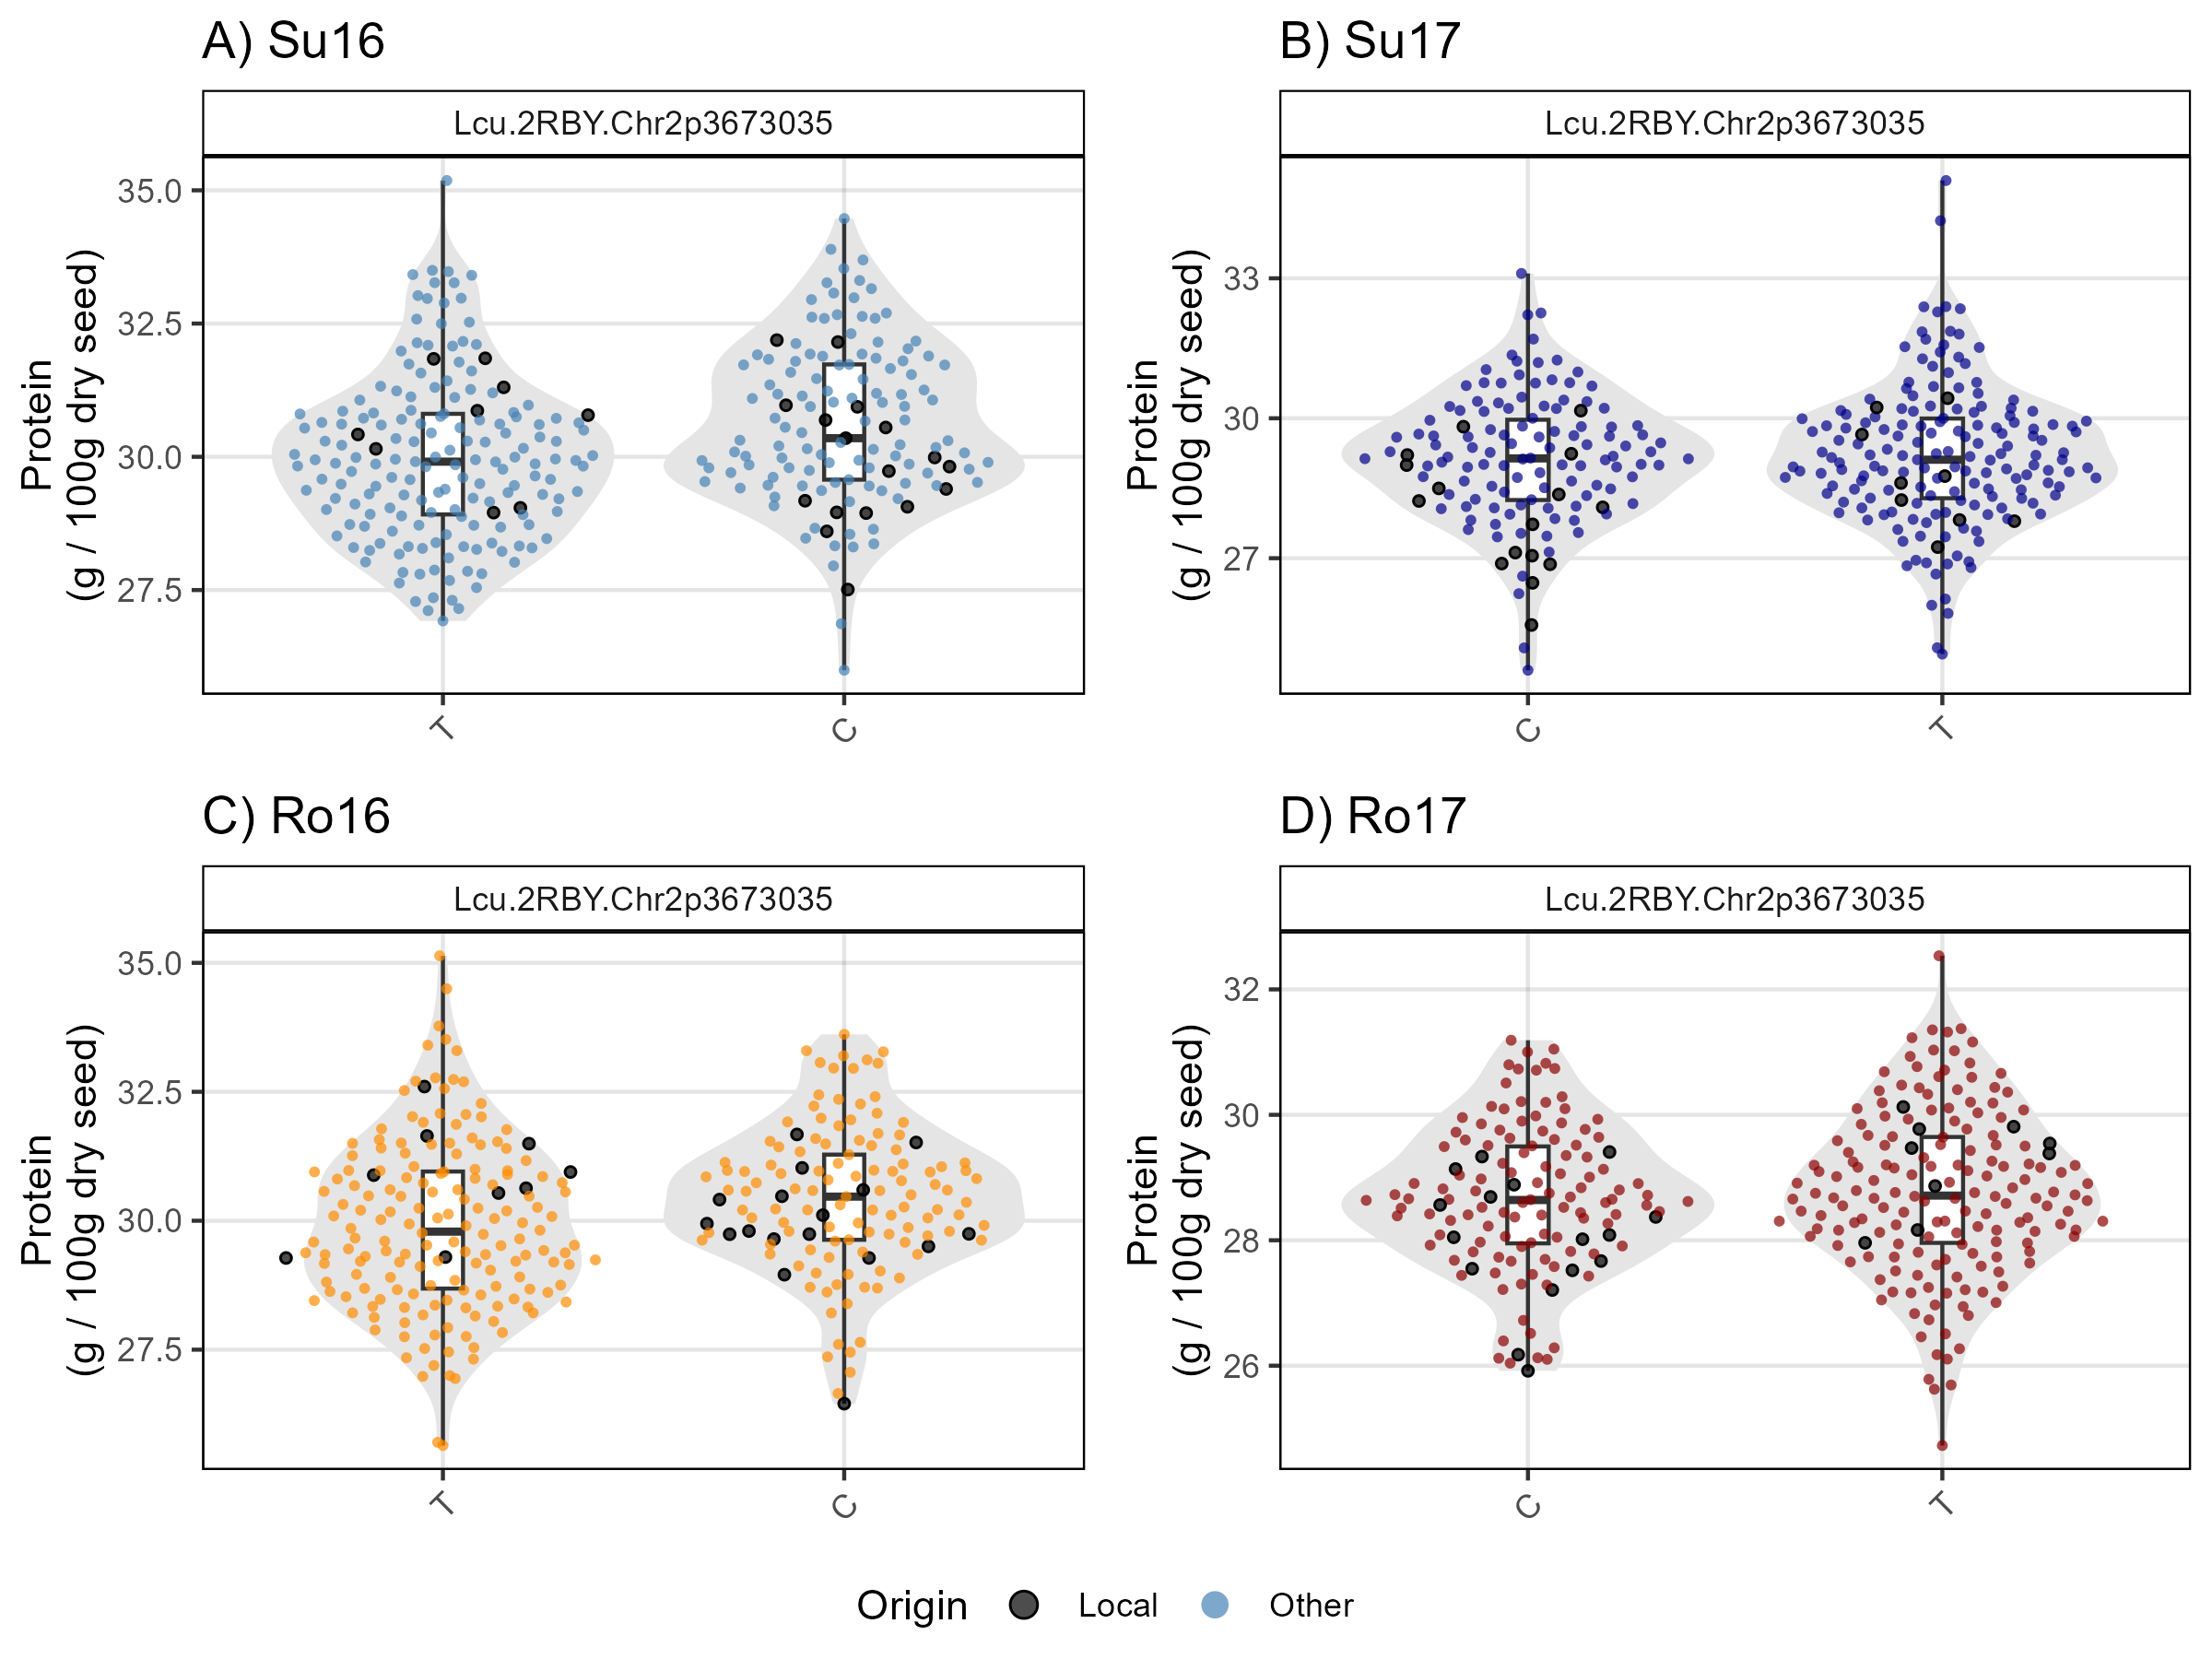 A) Su16
Lcu.2RBY.Chr2p3673035
Protein
(g / 100g dry seed)
35.0
32.5
30.0
27.5
T
C
B) Su17
Lcu.2RBY.Chr2p3673035
Protein
(g / 100g dry seed)
33
30
27
C
T
C) Ro16
Lcu.2RBY.Chr2p3673035
Protein
(g / 100g dry seed)
35.0
32.5
30.0
27.5
T
C
D) Ro17
Lcu.2RBY.Chr2p3673035
Protein
(g / 100g dry seed)
32
30
28
26
C
T
Origin Local Other